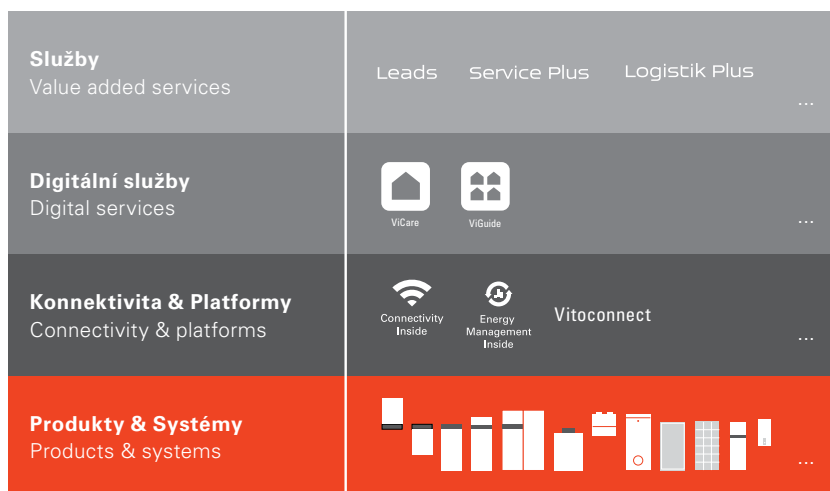 Služby
Value added services
Leads Service Plus Logistik Plus
...
Digitální služby
Digital services
ViCare ViGuide
...
Konnektivita & Platformy
Connectivity & platforms
Connectivity
Inside
Energy
Management
Inside
Vitoconnect
...
Produkty & Systémy
Products & systems
...